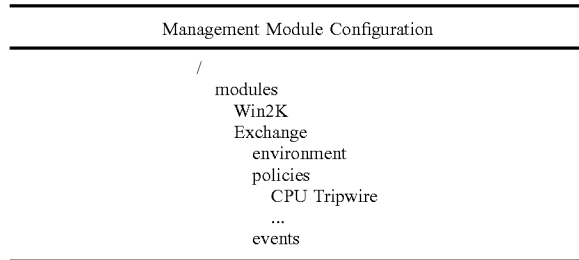 Management Module Configuration
/
modules
Win2K
Exchange
environment
policies
CPU Tripwire
...
events